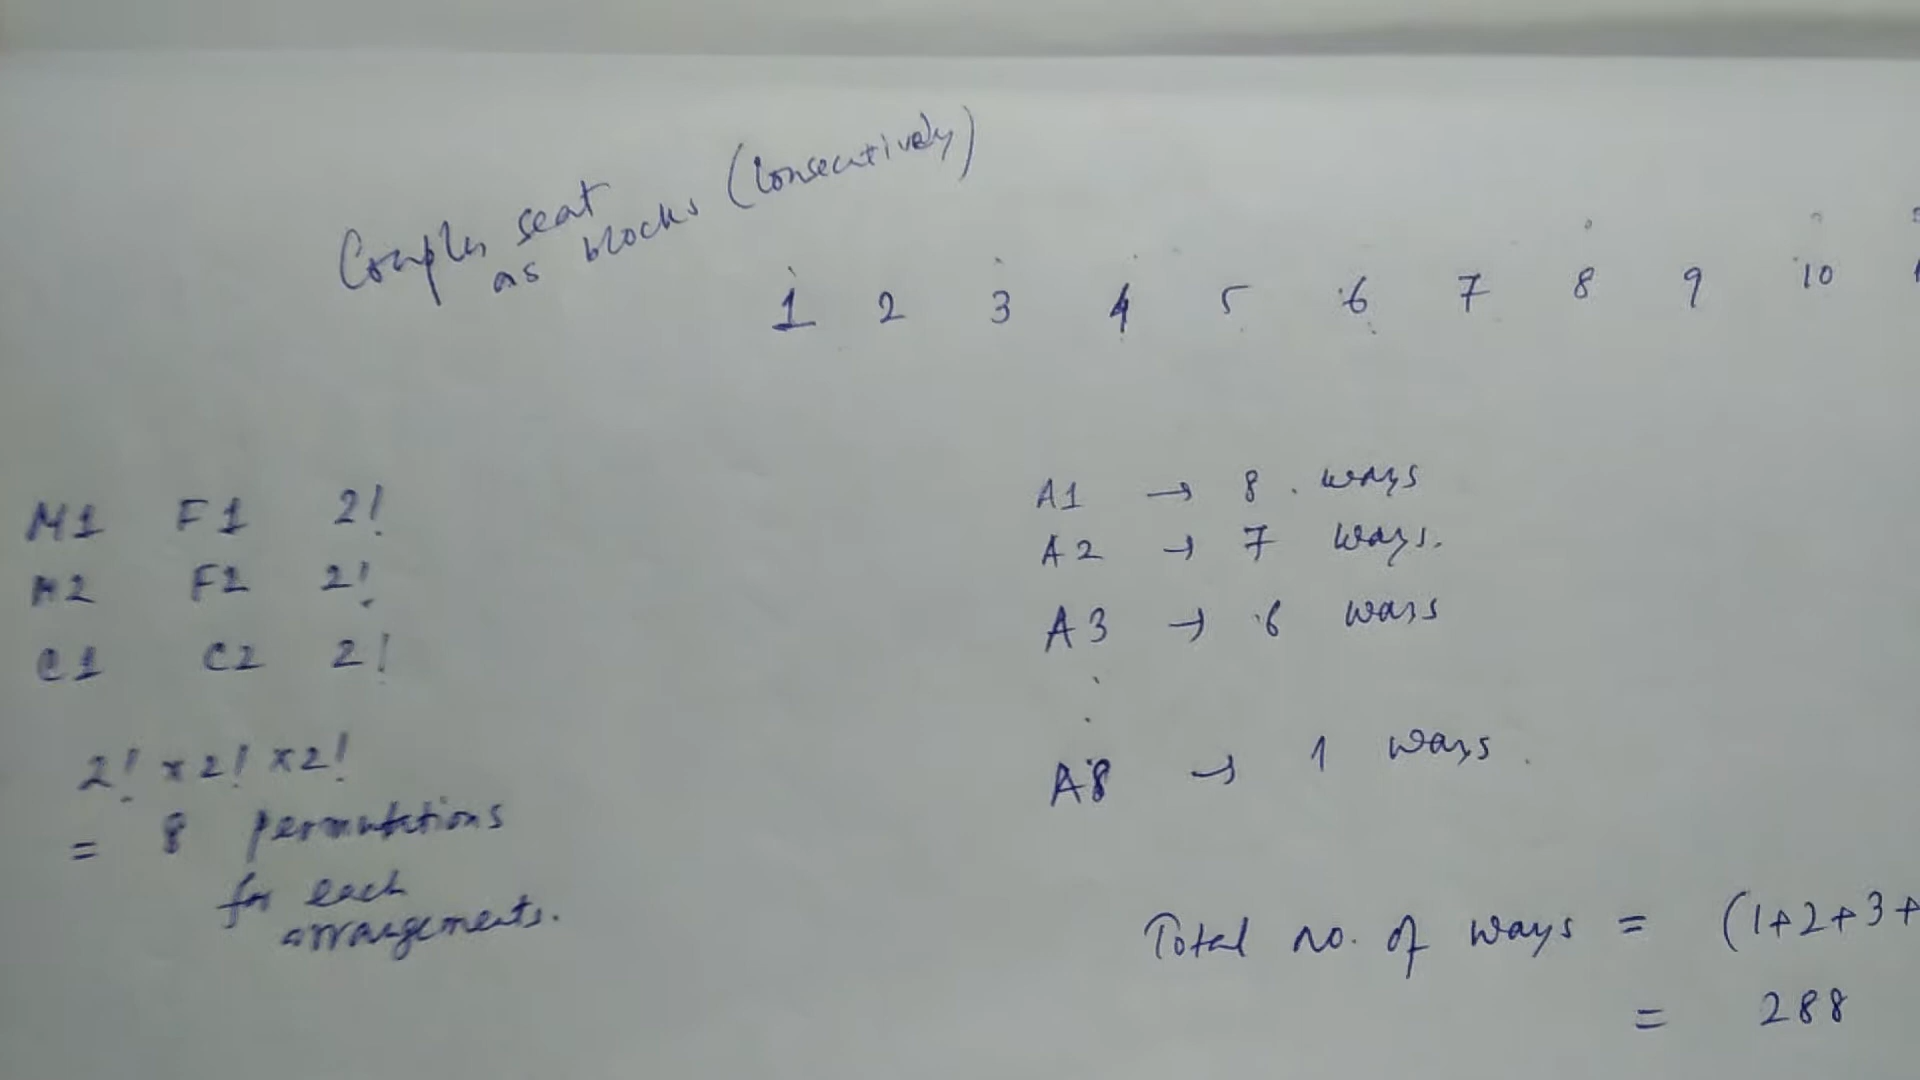 Couples seat
as blocks (Consecutively)
1 2 3 4 5 6 7 8 9 10
M1 F1 2!
M2 F2 2!
C1 C2 2!
2! x 2! x 2!
= 8 permutations
for each
arrangements.
A1 → 8 ways
A2 → 7 ways.
A3 → 6 ways
.
.
A8 → 1 ways.
Total no. of ways = (1+2+3+
= 288